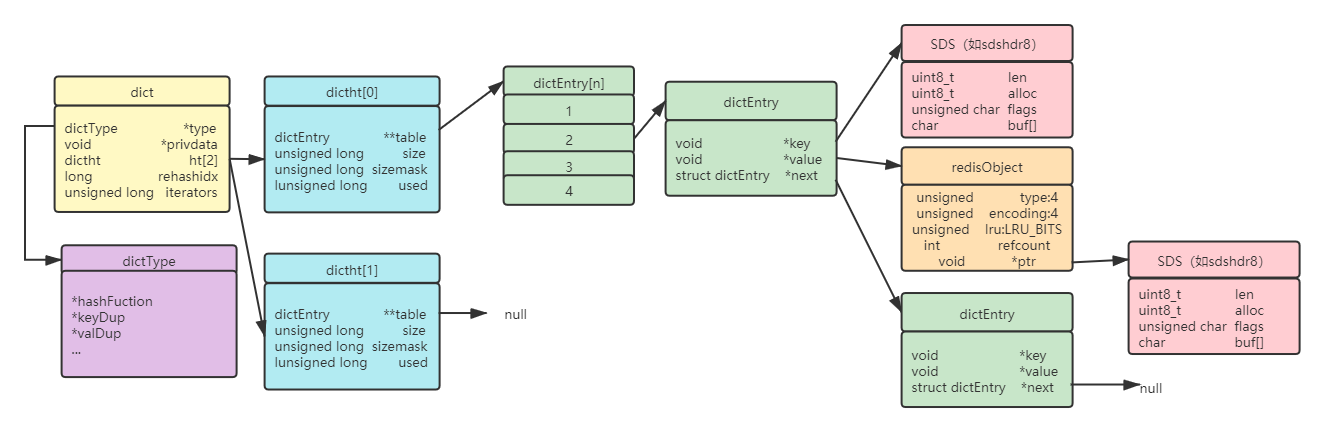 dict
dictType *type
void *privdata
dictht ht[2]
long rehashidx
unsigned long iterators
dictType
*hashFuction
*keyDup
*valDup
...
dictht[0]
dictEntry **table
unsigned long size
unsigned long sizemask
lunsigned long used
dictht[1]
dictEntry **table
unsigned long size
unsigned long sizemask
lunsigned long used
null
dictEntry[n]
1
2
3
4
dictEntry
void *key
void *value
struct dictEntry *next
SDS（如sdshdr8）
uint8_t len
uint8_t alloc
unsigned char flags
char buf[]
redisObject
unsigned type:4
unsigned encoding:4
unsigned lru:LRU_BITS
int refcount
void *ptr
SDS（如sdshdr8）
uint8_t len
uint8_t alloc
unsigned char flags
char buf[]
dictEntry
void *key
void *value
struct dictEntry *next
null